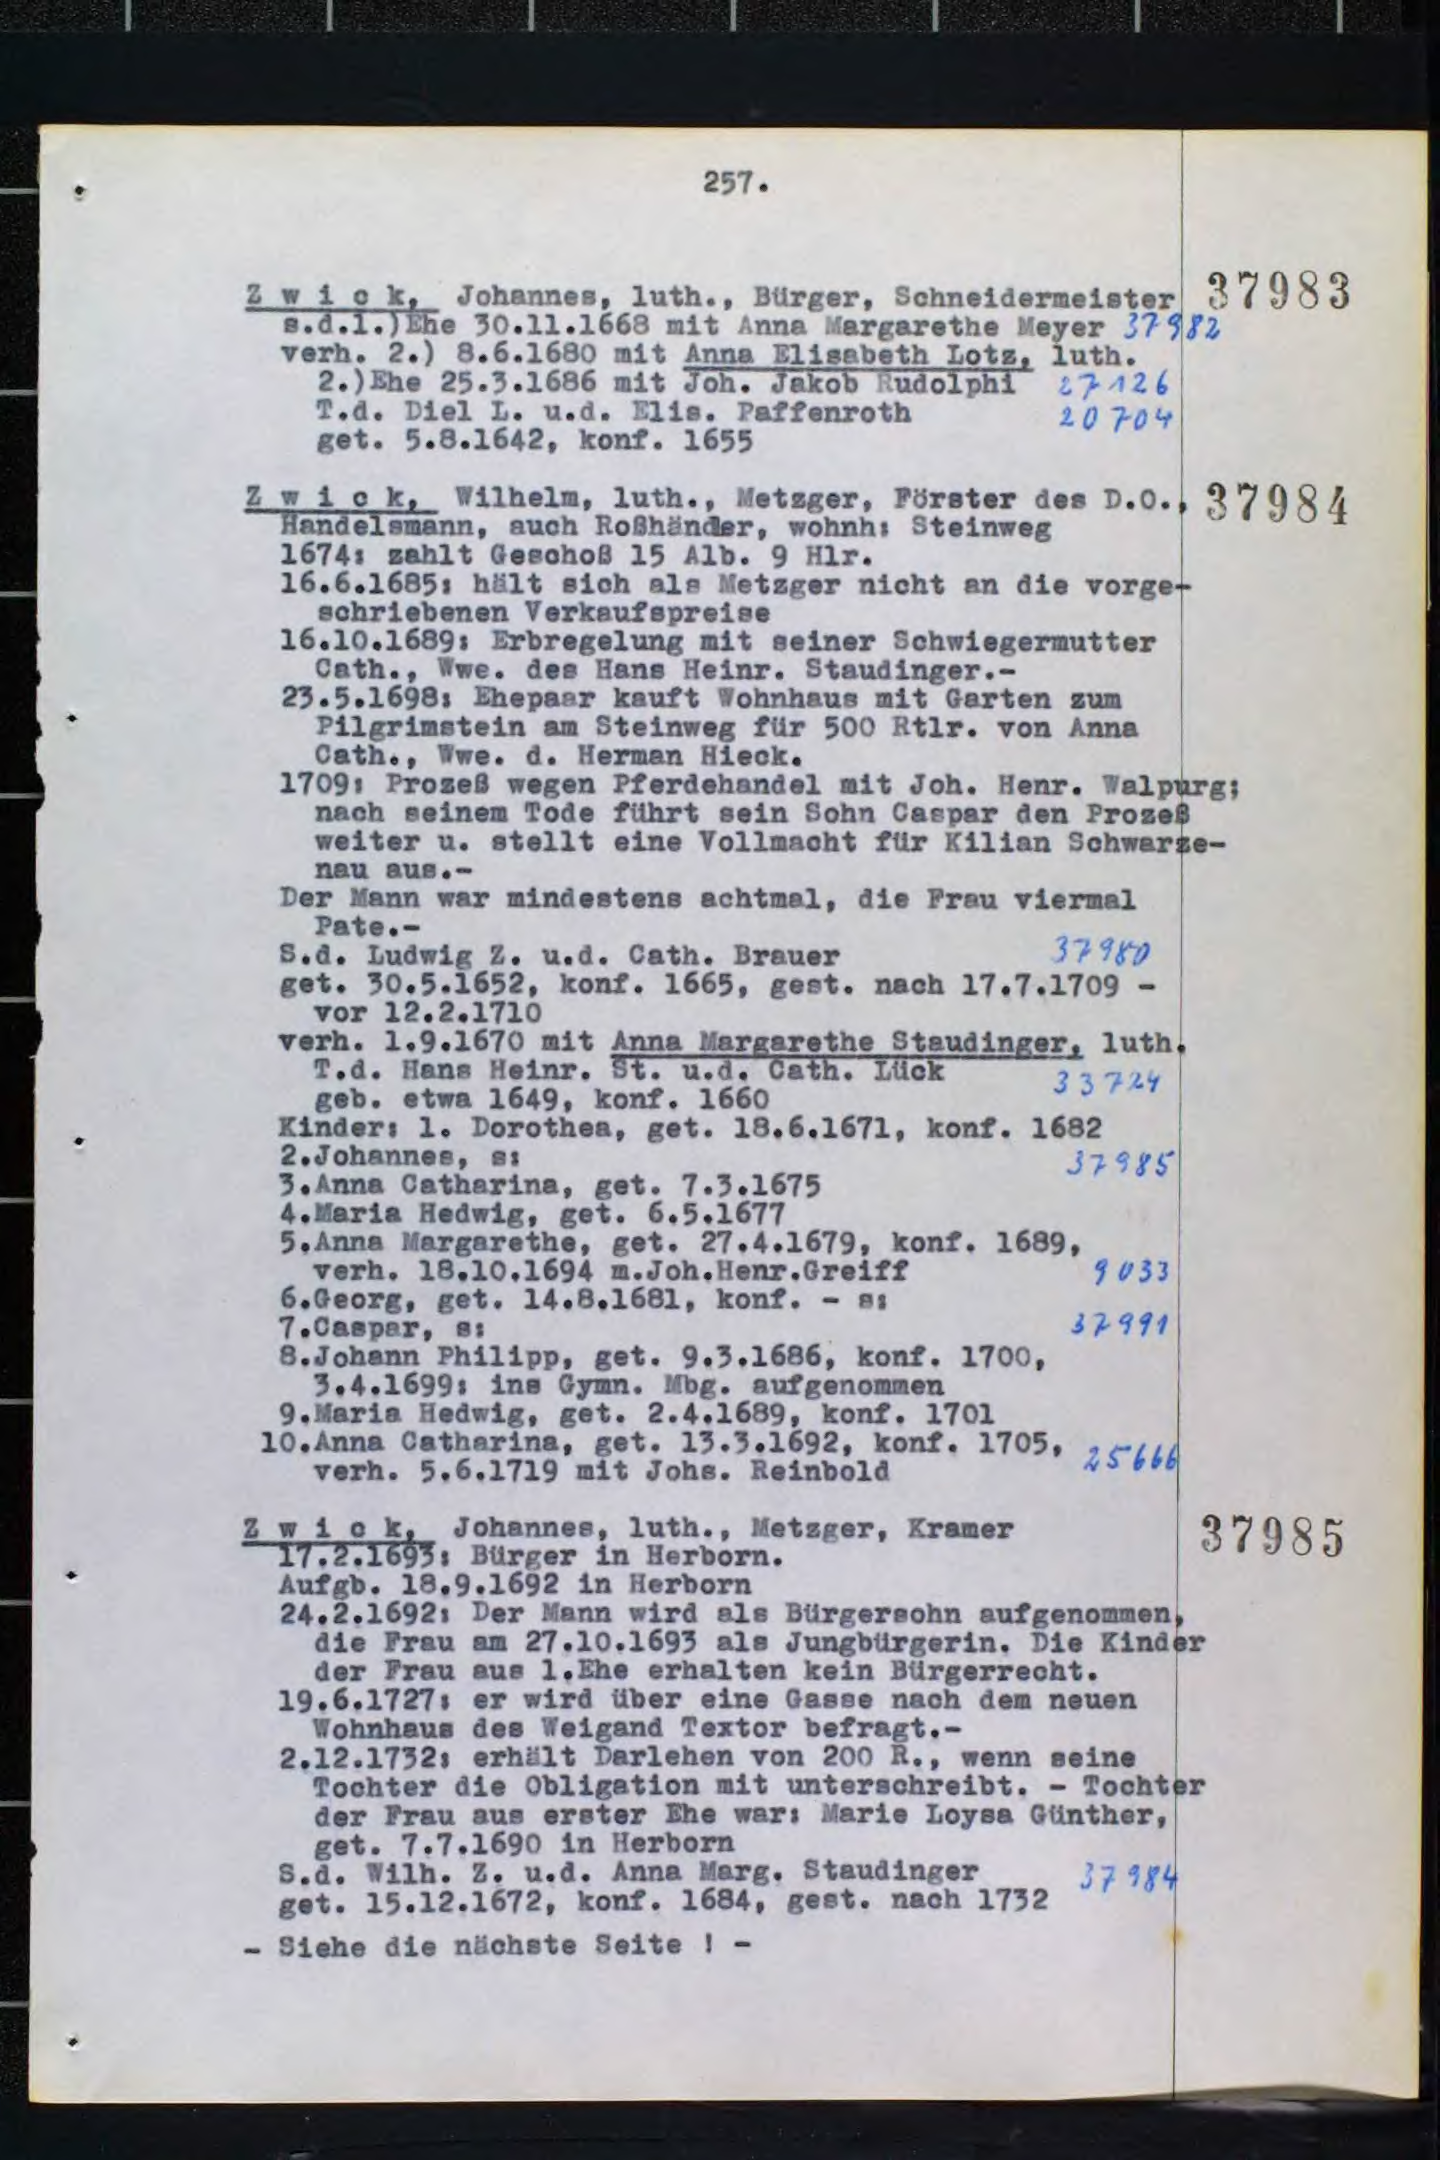 257.
Zwick, Johannes, luth., Bürger, Schneidermeister 37983
s.d.1.)Ehe 30.11.1668 mit Anna Margarethe Meyer 37982
verh. 2.) 8.6.1680 mit Anna Elisabeth Lotz, luth.
2.)Ehe 25.3.1686 mit Joh. Jakob Rudolphi 27126
T.d. Diel L. u.d. Elis. Paffenroth 20704
get. 5.8.1642, konf. 1655
Zwick, Wilhelm, luth., Metzger, Förster des D.O., 37984
Handelsmann, auch Roßhändler, wohnh: Steinweg
1674: zahlt Geschoß 15 Alb. 9 Hlr.
16.6.1685: hält sich als Metzger nicht an die vorge-
schriebenen Verkaufspreise
16.10.1689: Erbregelung mit seiner Schwiegermutter
Cath., Wwe. des Hans Heinr. Staudinger.-
23.5.1698: Ehepaar kauft Wohnhaus mit Garten zum
Pilgrimstein am Steinweg für 500 Rtlr. von Anna
Cath., Wwe. d. Herman Hieck.
1709: Prozeß wegen Pferdehandel mit Joh. Henr. Walpurg;
nach seinem Tode führt sein Sohn Caspar den Prozeß
weiter u. stellt eine Vollmacht für Kilian Schwarze-
nau aus.-
Der Mann war mindestens achtmal, die Frau viermal
Pate.-
S.d. Ludwig Z. u.d. Cath. Brauer 37980
get. 30.5.1652, konf. 1665, gest. nach 17.7.1709 -
vor 12.2.1710
verh. 1.9.1670 mit Anna Margarethe Staudinger, luth.
T.d. Hans Heinr. St. u.d. Cath. Lück 33724
geb. etwa 1649, konf. 1660
Kinder: 1. Dorothea, get. 18.6.1671, konf. 1682
2.Johannes, s: 37985
3.Anna Catharina, get. 7.3.1675
4.Maria Hedwig, get. 6.5.1677
5.Anna Margarethe, get. 27.4.1679, konf. 1689,
verh. 18.10.1694 m.Joh.Henr.Greiff 9033
6.Georg, get. 14.8.1681, konf. - s:
7.Caspar, s: 37991
8.Johann Philipp, get. 9.3.1686, konf. 1700,
3.4.1699: ins Gymn. Mbg. aufgenommen
9.Maria Hedwig, get. 2.4.1689, konf. 1701
10.Anna Catharina, get. 13.3.1692, konf. 1705,
verh. 5.6.1719 mit Johs. Reinbold 25666
Zwick, Johannes, luth., Metzger, Kramer 37985
17.2.1693: Bürger in Herborn.
Aufgb. 18.9.1692 in Herborn
24.2.1692: Der Mann wird als Bürgersohn aufgenommen,
die Frau am 27.10.1693 als Jungbürgerin. Die Kinder
der Frau aus 1.Ehe erhalten kein Bürgerrecht.
19.6.1727: er wird über eine Gasse nach dem neuen
Wohnhaus des Weigand Textor befragt.-
2.12.1732: erhält Darlehen von 200 R., wenn seine
Tochter die Obligation mit unterschreibt. - Tochter
der Frau aus erster Ehe war: Marie Loysa Günther,
get. 7.7.1690 in Herborn
S.d. Wilh. Z. u.d. Anna Marg. Staudinger 37984
get. 15.12.1672, konf. 1684, gest. nach 1732
- Siehe die nächste Seite ! -